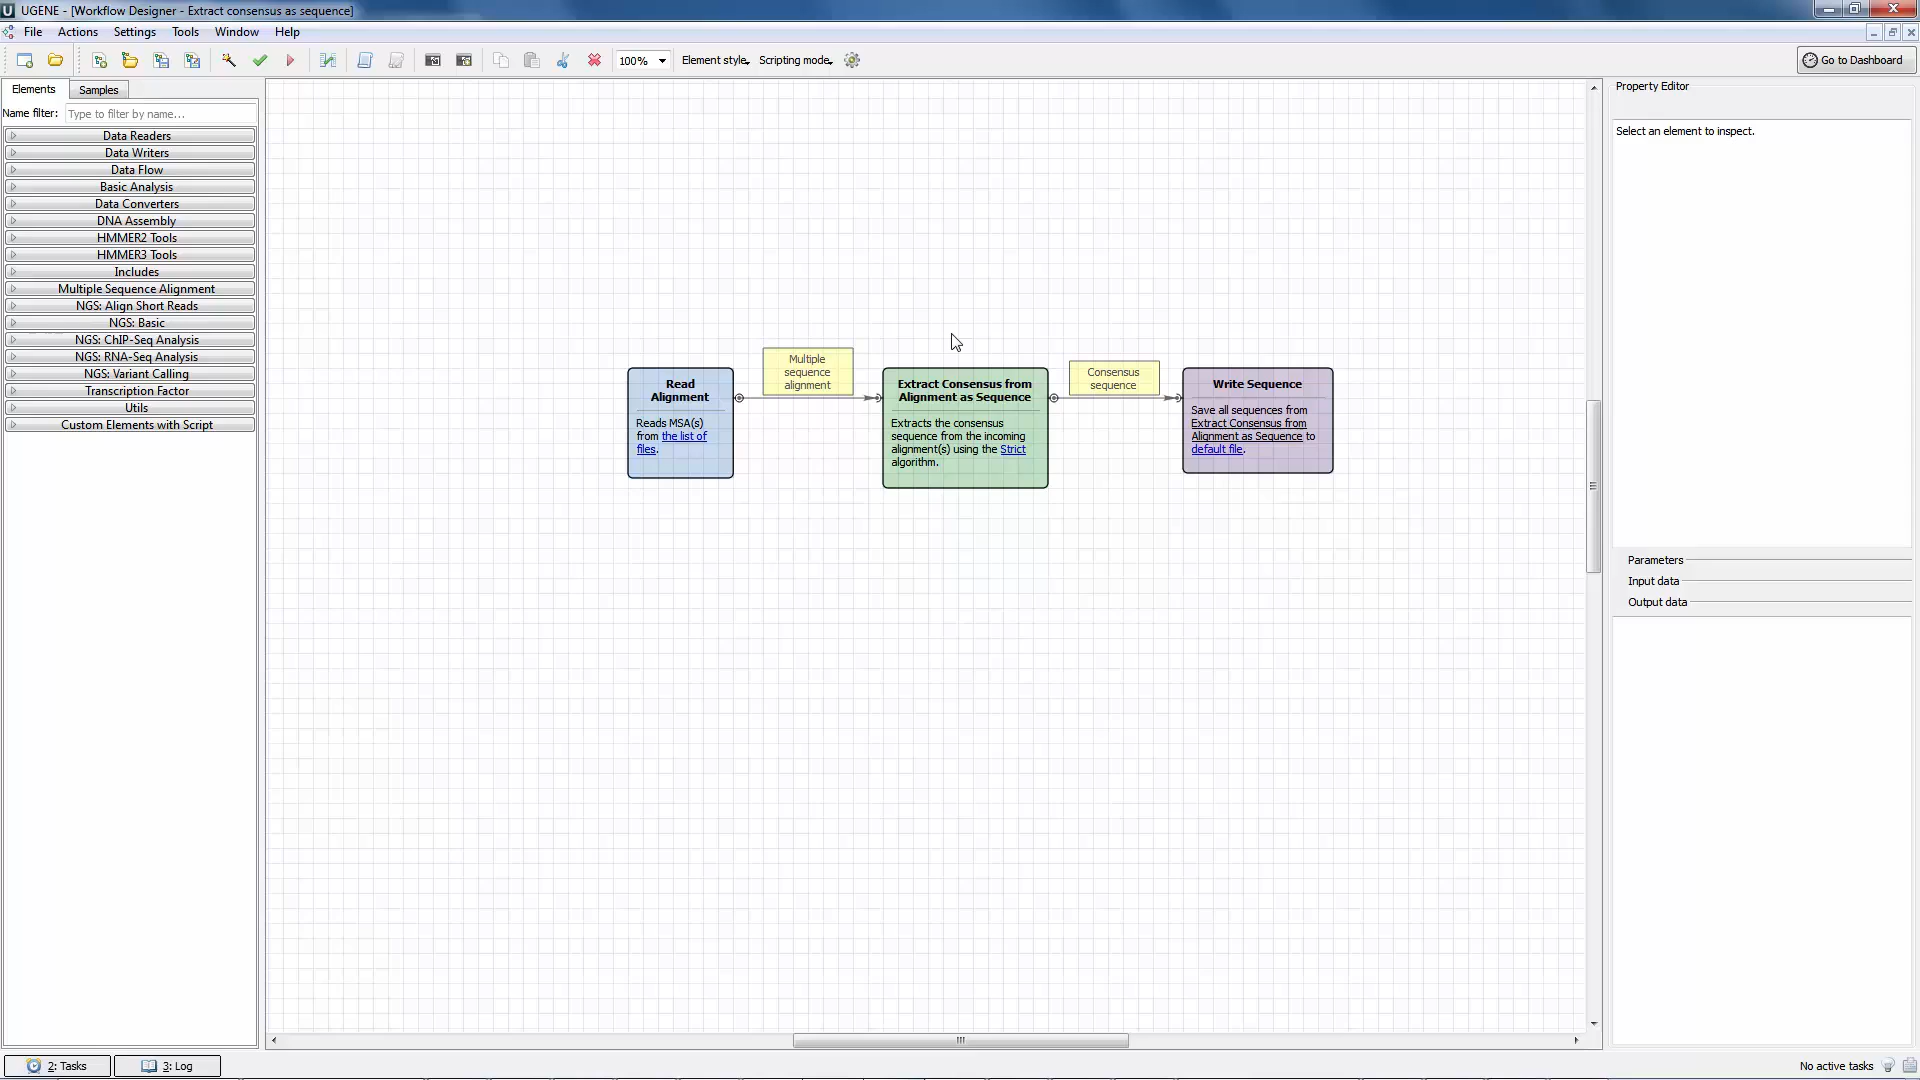 UGENE - [Workflow Designer - Extract consensus as sequence]
File Actions Settings Tools Window Help
100% Element style Scripting mode Go to Dashboard
Elements Samples
Name filter: Type to filter by name...
Data Readers
Data Writers
Data Flow
Basic Analysis
Data Converters
DNA Assembly
HMMER2 Tools
HMMER3 Tools
Includes
Multiple Sequence Alignment
NGS: Align Short Reads
NGS: Basic
NGS: ChIP-Seq Analysis
NGS: RNA-Seq Analysis
NGS: Variant Calling
Transcription Factor
Utils
Custom Elements with Script
Read
Alignment
Reads MSA(s)
from the list of
files.
Multiple
sequence
alignment
Extract Consensus from
Alignment as Sequence
Extracts the consensus
sequence from the incoming
alignment(s) using the Strict
algorithm.
Consensus
sequence
Write Sequence
Save all sequences from
Extract Consensus from
Alignment as Sequence to
default file.
Property Editor
Select an element to inspect.
Parameters
Input data
Output data
2: Tasks 3: Log
No active tasks